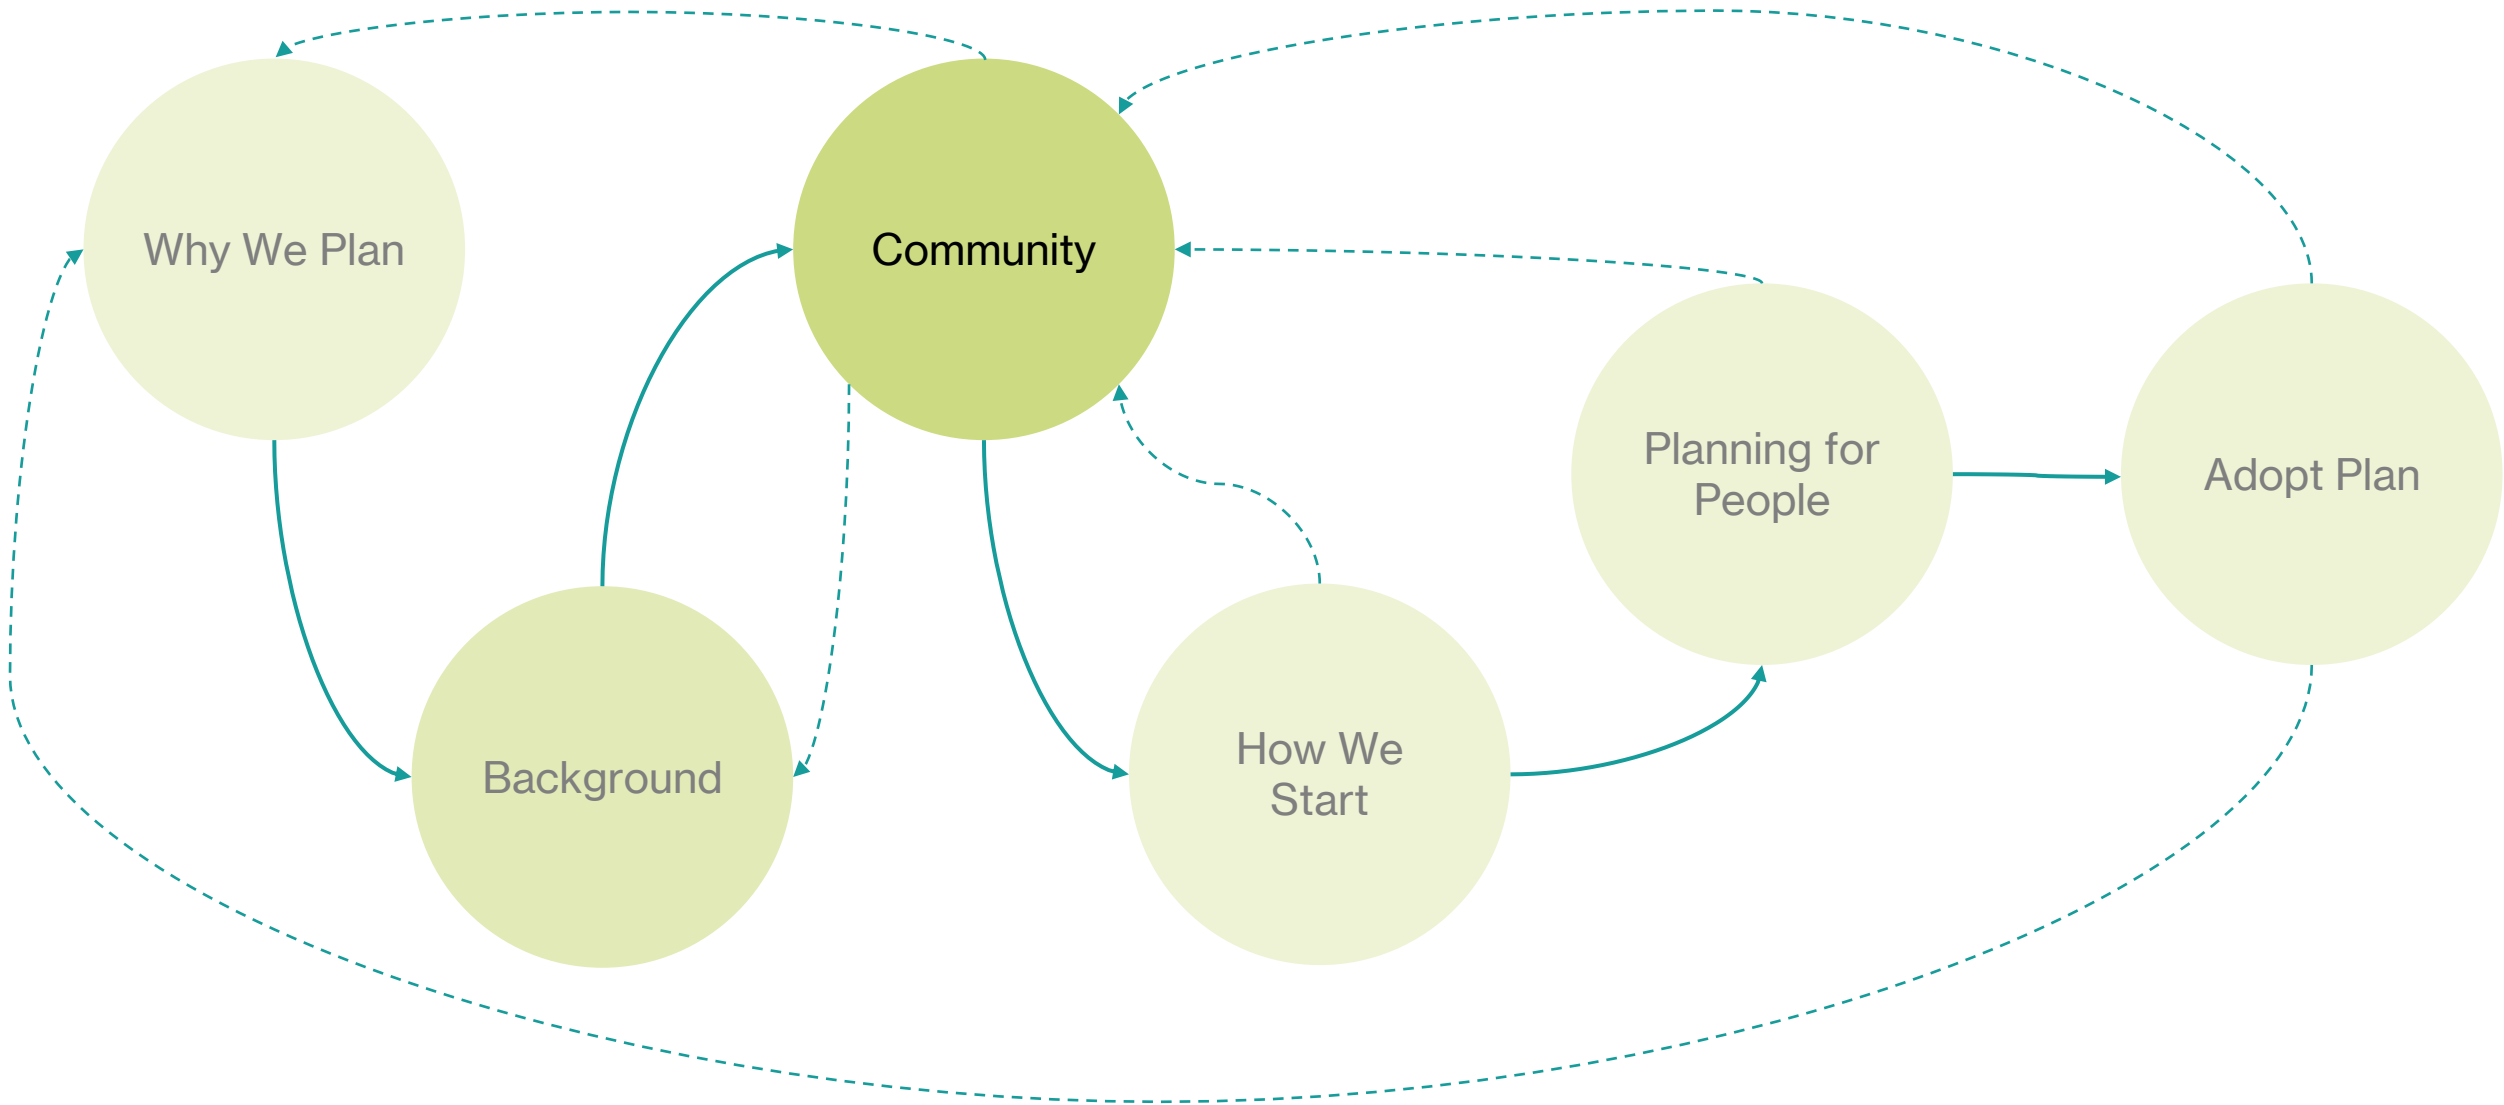 Why We Plan
Community
Planning for
People
Adopt Plan
Background
How We
Start